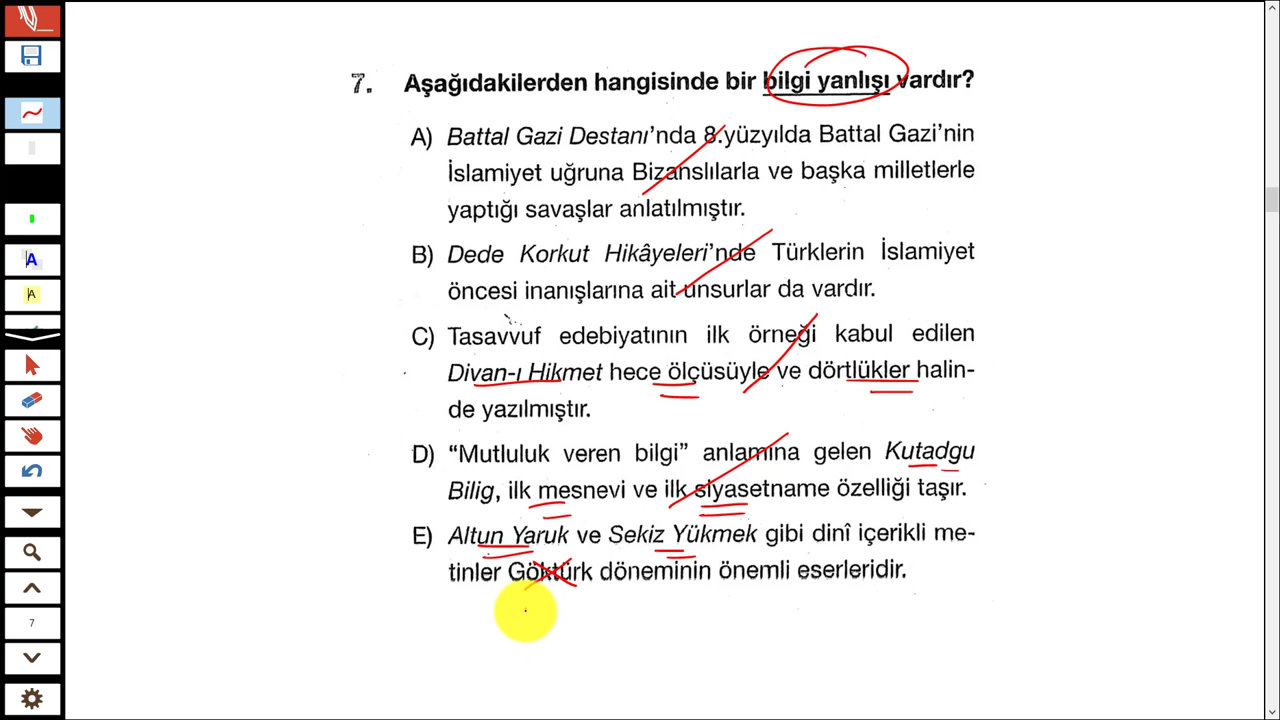 7. Aşağıdakilerden hangisinde bir bilgi yanlışı vardır?
A) Battal Gazi Destanı'nda 8.yüzyılda Battal Gazi'nin
İslamiyet uğruna Bizanslılarla ve başka milletlerle
yaptığı savaşlar anlatılmıştır.
B) Dede Korkut Hikâyeleri'nde Türklerin İslamiyet
öncesi inanışlarına ait unsurlar da vardır.
C) Tasavvuf edebiyatının ilk örneği kabul edilen
Divan-ı Hikmet hece ölçüsüyle ve dörtlükler halin-
de yazılmıştır.
D) “Mutluluk veren bilgi” anlamına gelen Kutadgu
Bilig, ilk mesnevi ve ilk siyasetname özelliği taşır.
E) Altun Yaruk ve Sekiz Yükmek gibi dinî içerikli me-
tinler Göktürk döneminin önemli eserleridir.
A
A
7